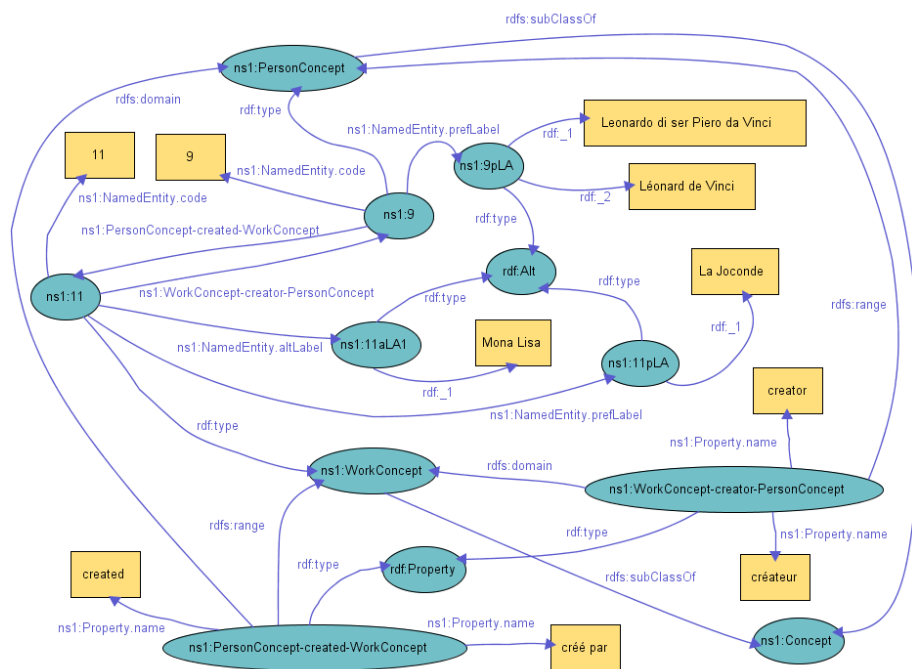 rdfs:subClassOf
ns1:PersonConcept
rdfs:domain
rdf:type
ns1:NamedEntity.prefLabel
rdf:_1
Leonardo di ser Piero da Vinci
11
9
ns1:NamedEntity.code
ns1:9pLA
Léonard de Vinci
rdf:_2
ns1:NamedEntity.code
ns1:9
rdf:type
ns1:PersonConcept-created-WorkConcept
rdf:Alt
La Joconde
ns1:11
ns1:WorkConcept-creator-PersonConcept
rdf:type
rdf:type
rdfs:range
ns1:NamedEntity.altLabel
ns1:11aLA1
Mona Lisa
rdf:_1
ns1:11pLA
rdf:_1
creator
ns1:NamedEntity.prefLabel
rdf:type
ns1:Property.name
ns1:WorkConcept
rdfs:domain
ns1:WorkConcept-creator-PersonConcept
rdfs:range
rdf:type
ns1:Property.name
rdf:type
rdf:Property
created
rdfs:subClassOf
créateur
ns1:Property.name
ns1:Property.name
ns1:PersonConcept-created-WorkConcept
créé par
ns1:Concept